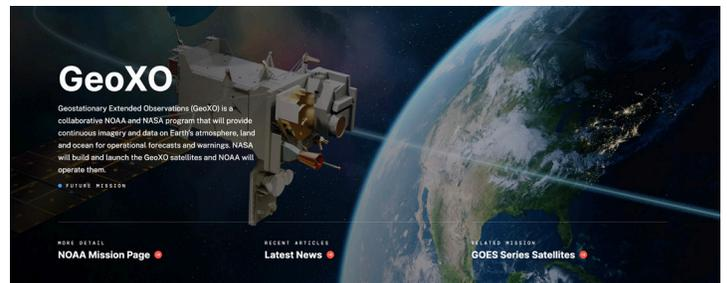 GeoXO
Geostationary Extended Observations (GeoXO) is a
collaborative NOAA and NASA program that will provide
continuous imagery and data on Earth's atmosphere, land
and ocean for operational forecasts and warnings. NASA
will build and launch the GeoXO satellites and NOAA will
operate them.
FUTURE MISSION
MORE DETAIL
NOAA Mission Page
RECENT ARTICLES
Latest News
RELATED MISSION
GOES Series Satellites